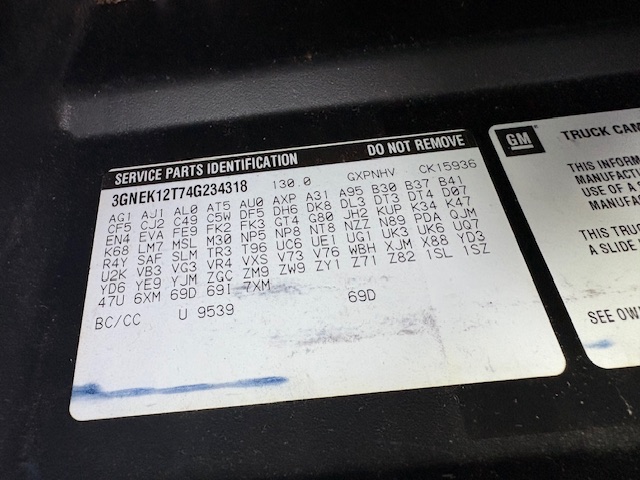 SERVICE PARTS IDENTIFICATION DO NOT REMOVE
3GNEK12T74G234318 130.0 GXPNHV CK15936
AG1 AJ1 AL0 AT5 AU0 AXP A31 A95 B30 B37 B41
CF5 CJ2 C49 C5W DF5 DH6 DK8 DL3 DT3 DT4 D07
EN4 EVA FE9 FK2 FK3 GT4 G80 JH2 KUP K34 K47
K68 LM7 MSL M30 NP5 NP8 NT8 NZZ N89 PDA QJM
R4Y SAF SLM TR3 T96 UC6 UE1 UG1 UK3 UK6 UQ7
U2K VB3 VG3 VR4 VXS V73 V76 WBH XJM X88 YD3
YD6 YE9 YJM ZGC ZM9 ZW9 ZY1 Z71 Z82 1SL 1SZ
47U 6XM 69D 69I 7XM
BC/CC U 9539 69D
GM TRUCK CAM
THIS INFORM
MANUFACTU
USE OF A
MANUFAC
THIS TRUC
A SLIDE
SEE OWN